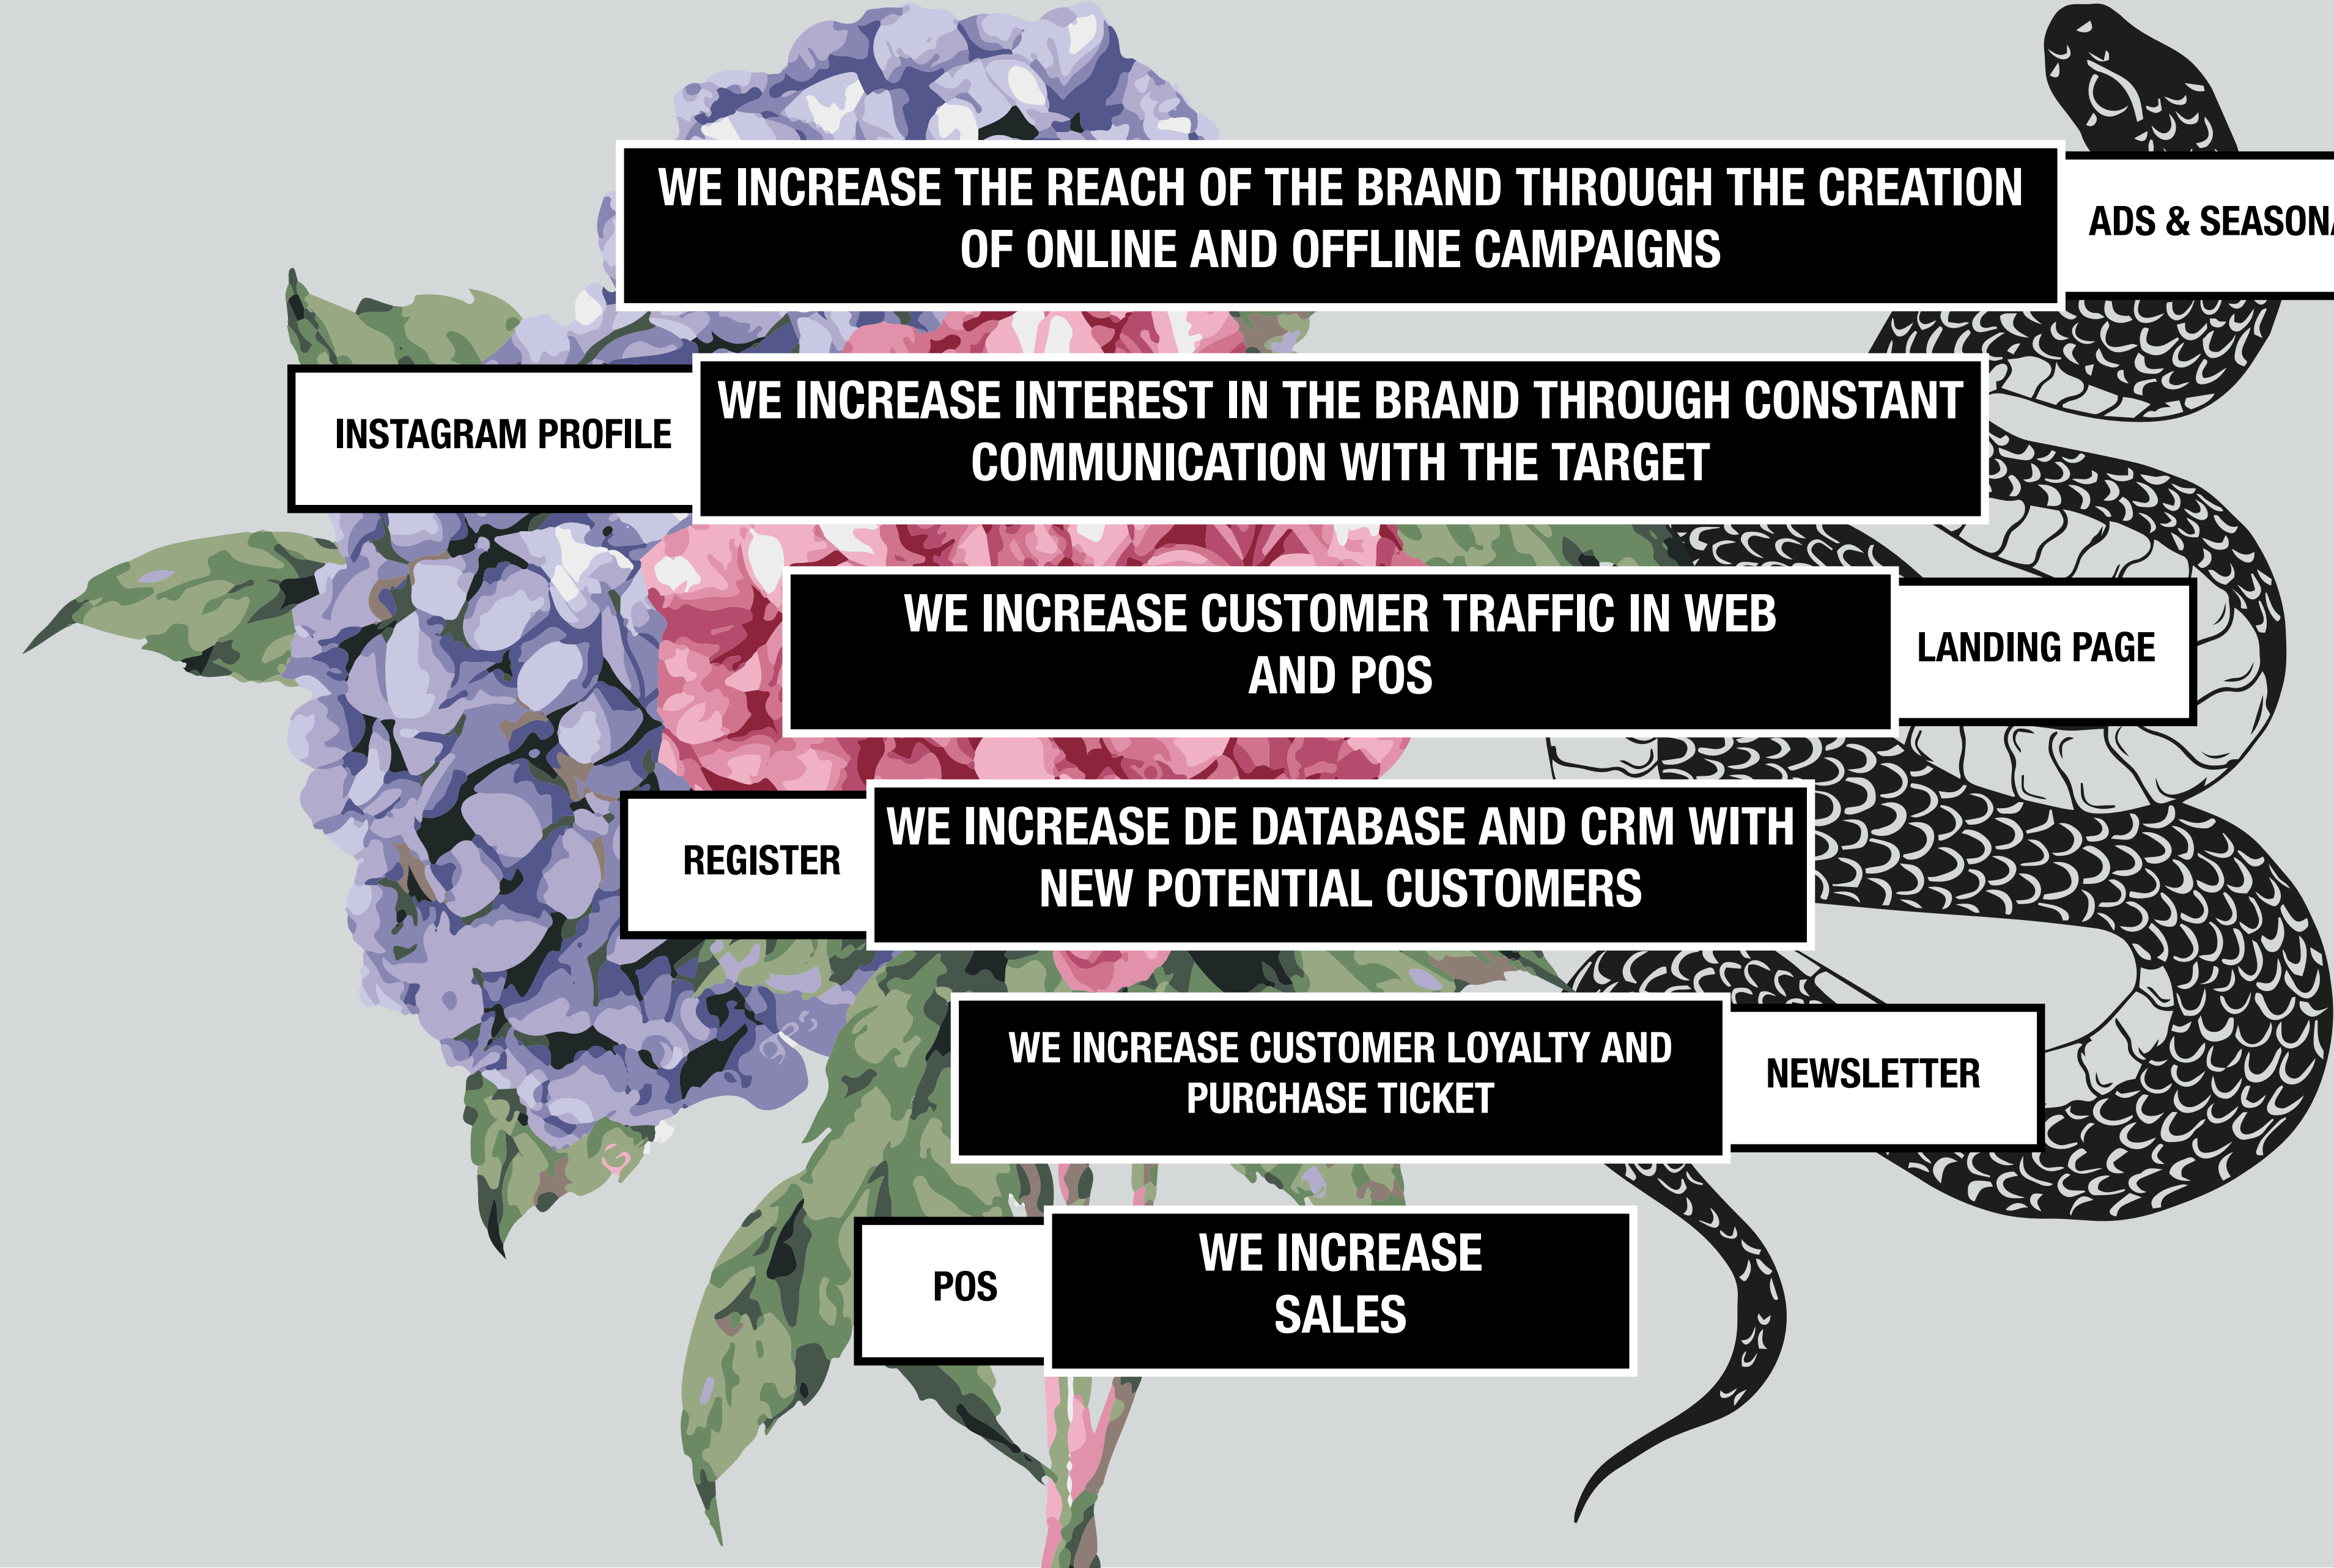 WE INCREASE THE REACH OF THE BRAND THROUGH THE CREATION
OF ONLINE AND OFFLINE CAMPAIGNS
ADS &
INSTAGRAM PROFILE
WE INCREASE INTEREST IN THE BRAND THROUGH CONSTANT
COMMUNICATION WITH THE TARGET
WE INCREASE CUSTOMER TRAFFIC IN WEB
AND POS
LANDING PAGE
REGISTER
WE INCREASE DE DATABASE AND CRM WITH
NEW POTENTIAL CUSTOMERS
WE INCREASE CUSTOMER LOYALTY AND
PURCHASE TICKET
NEWSLETTER
POS
WE INCREASE
SALES